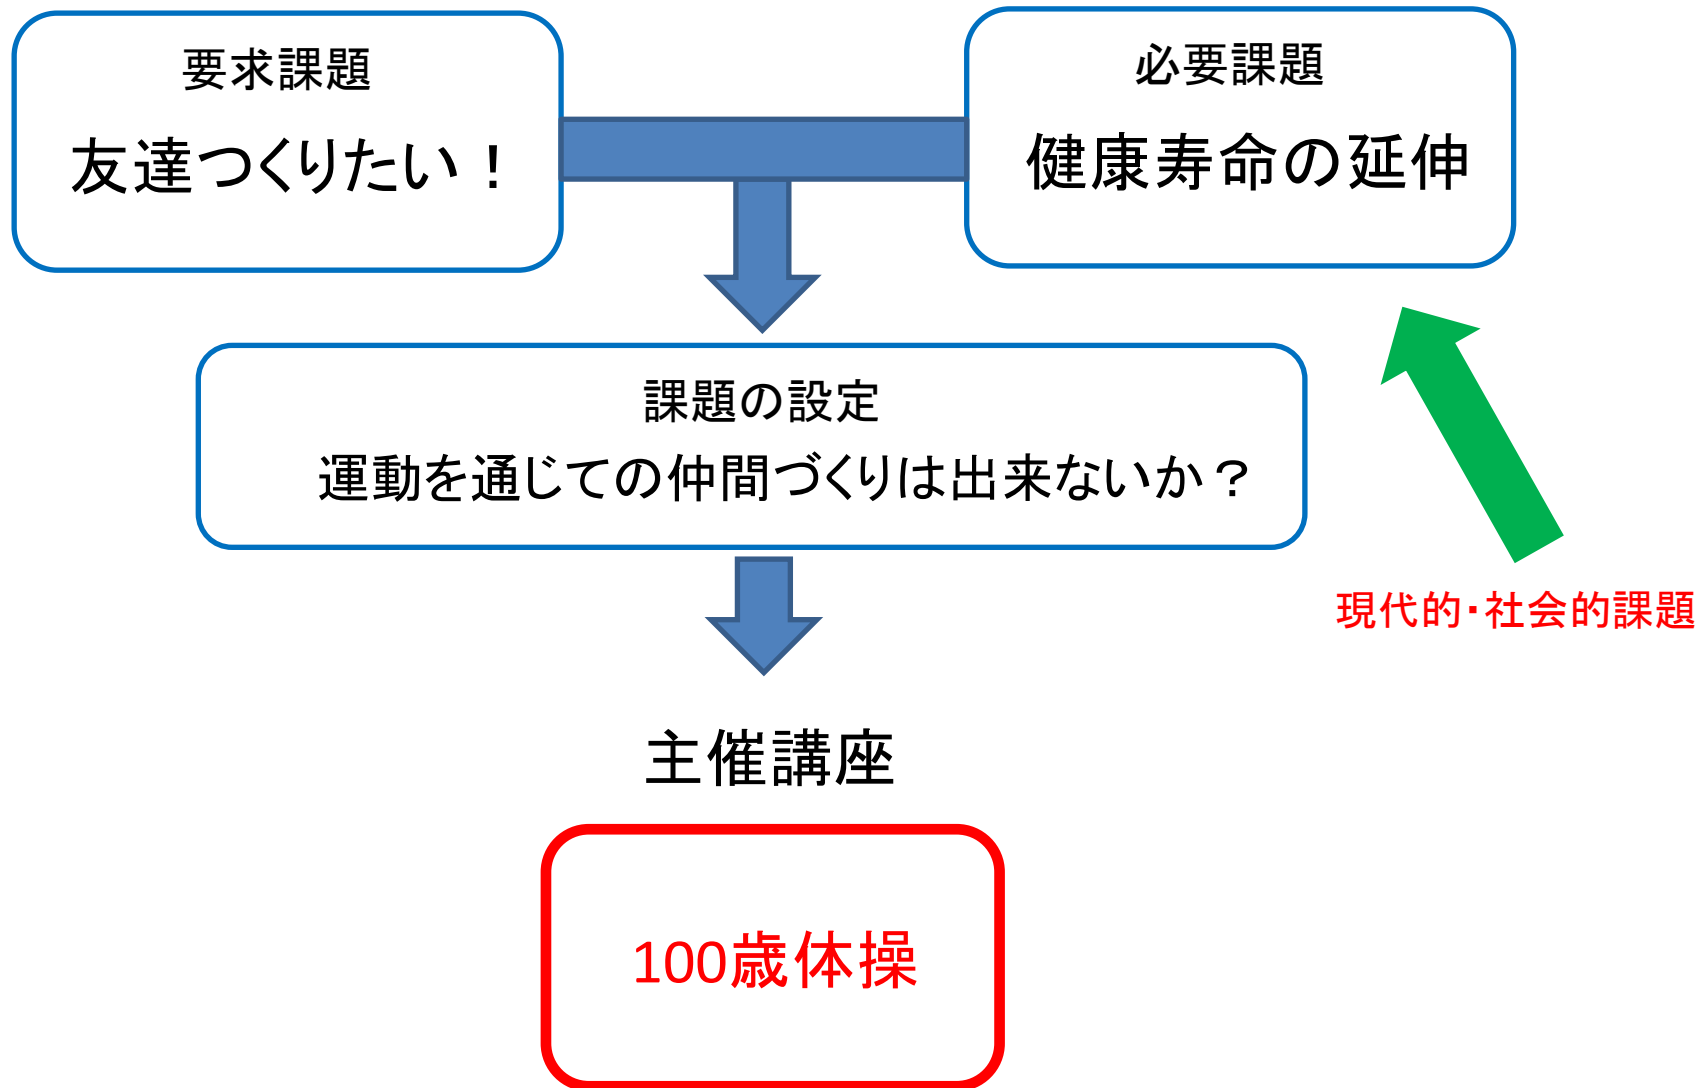 要求課題
友達つくりたい！
必要課題
健康寿命の延伸
課題の設定
運動を通じての仲間づくりは出来ないか？
現代的・社会的課題
主催講座
100歳体操